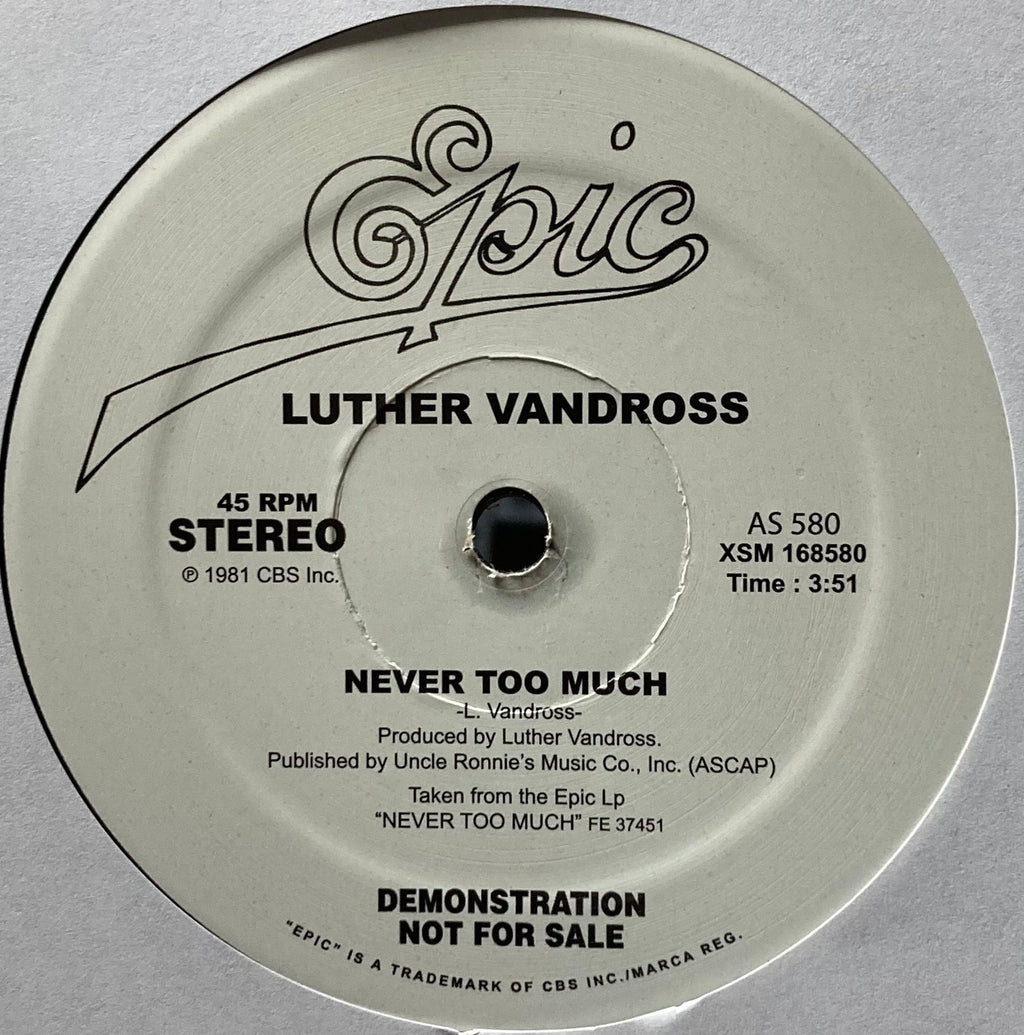 Epic
LUTHER VANDROSS
45 RPM
STEREO
℗ 1981 CBS Inc.
AS 580
XSM 168580
Time : 3:51
NEVER TOO MUCH
-L. Vandross-
Produced by Luther Vandross.
Published by Uncle Ronnie's Music Co., Inc. (ASCAP)
Taken from the Epic Lp
"NEVER TOO MUCH" FE 37451
DEMONSTRATION
NOT FOR SALE
"EPIC" IS A TRADEMARK OF CBS INC./MARCA REG.